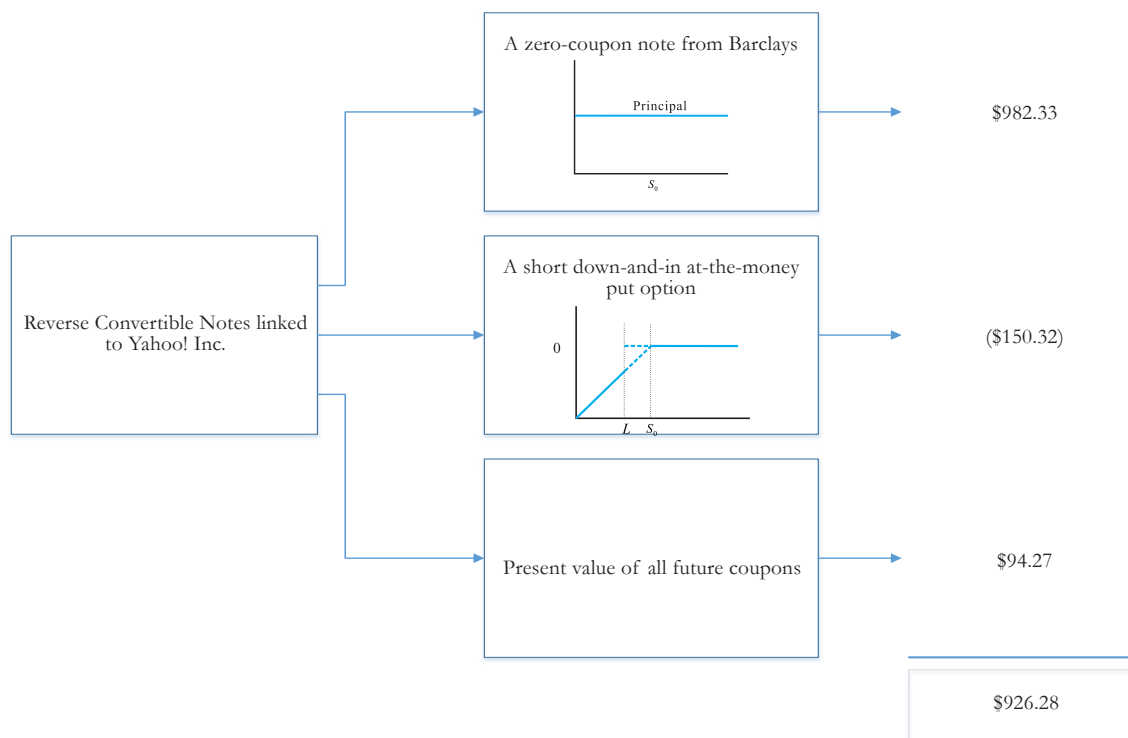 A zero-coupon note from Barclays
Principal
S₀
$982.33
Reverse Convertible Notes linked
to Yahoo! Inc.
A short down-and-in at-the-money
put option
0
L S₀
($150.32)
Present value of all future coupons
$94.27
$926.28